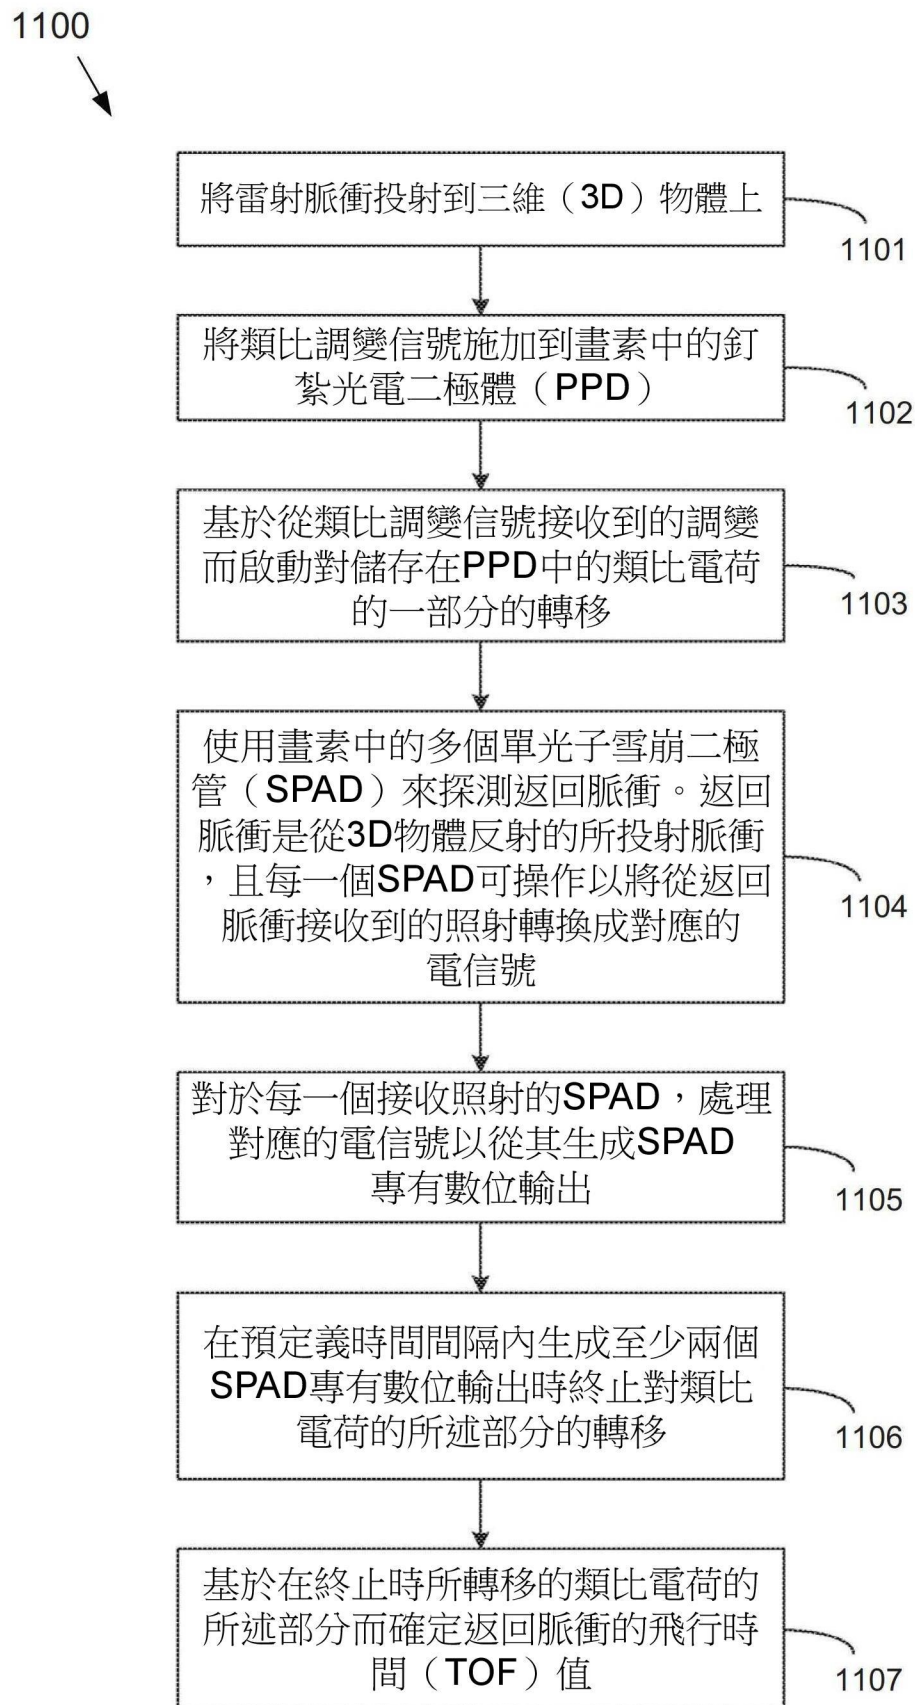 1100
將雷射脈衝投射到三維（3D）物體上
1101
將類比調變信號施加到畫素中的釘
紮光電二極體（PPD）
1102
基於從類比調變信號接收到的調變
而啟動對儲存在PPD中的類比電荷
的一部分的轉移
1103
使用畫素中的多個單光子雪崩二極
管（SPAD）來探測返回脈衝。返回
脈衝是從3D物體反射的所投射脈衝
，且每一個SPAD可操作以將從返回
脈衝接收到的照射轉換成對應的
電信號
1104
對於每一個接收照射的SPAD，處理
對應的電信號以從其生成SPAD
專有數位輸出
1105
在預定義時間間隔內生成至少兩個
SPAD專有數位輸出時終止對類比
電荷的所述部分的轉移
1106
基於在終止時所轉移的類比電荷的
所述部分而確定返回脈衝的飛行時
間（TOF）值
1107